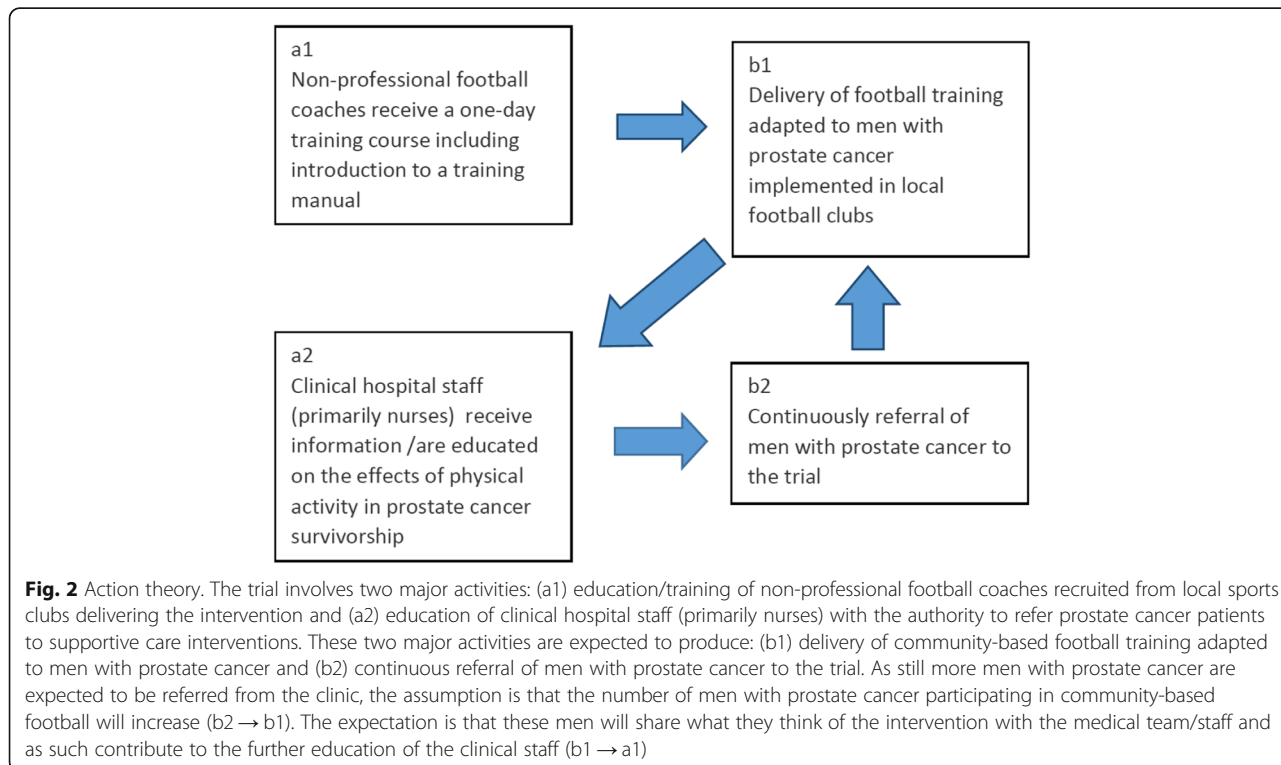 a1
Non-professional football
coaches receive a one-day
training course including
introduction to a training
manual
b1
Delivery of football training
adapted to men with
prostate cancer
implemented in local
football clubs
a2
Clinical hospital staff
(primarily nurses)  receive
information /are educated
on the effects of physical
activity in prostate cancer
survivorship
b2
Continuously referral of
men with prostate cancer to
the trial
Fig. 2 Action theory. The trial involves two major activities: (a1) education/training of non-professional football coaches recruited from local sports
clubs delivering the intervention and (a2) education of clinical hospital staff (primarily nurses) with the authority to refer prostate cancer patients
to supportive care interventions. These two major activities are expected to produce: (b1) delivery of community-based football training adapted
to men with prostate cancer and (b2) continuous referral of men with prostate cancer to the trial. As still more men with prostate cancer are
expected to be referred from the clinic, the assumption is that the number of men with prostate cancer participating in community-based
football will increase (b2 → b1). The expectation is that these men will share what they think of the intervention with the medical team/staff and
as such contribute to the further education of the clinical staff (b1 → a1)